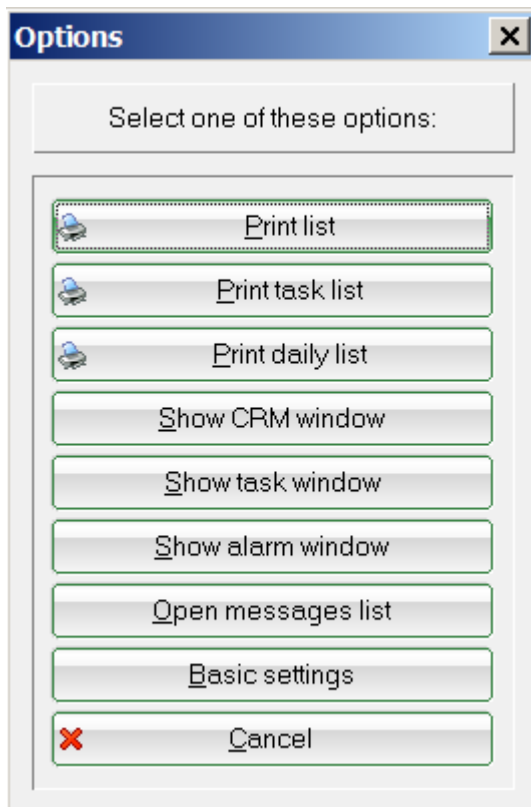 Options
Select one of these options:
Print list
Print task list
Print daily list
Show CRM window
Show task window
Show alarm window
Open messages list
Basic settings
Cancel